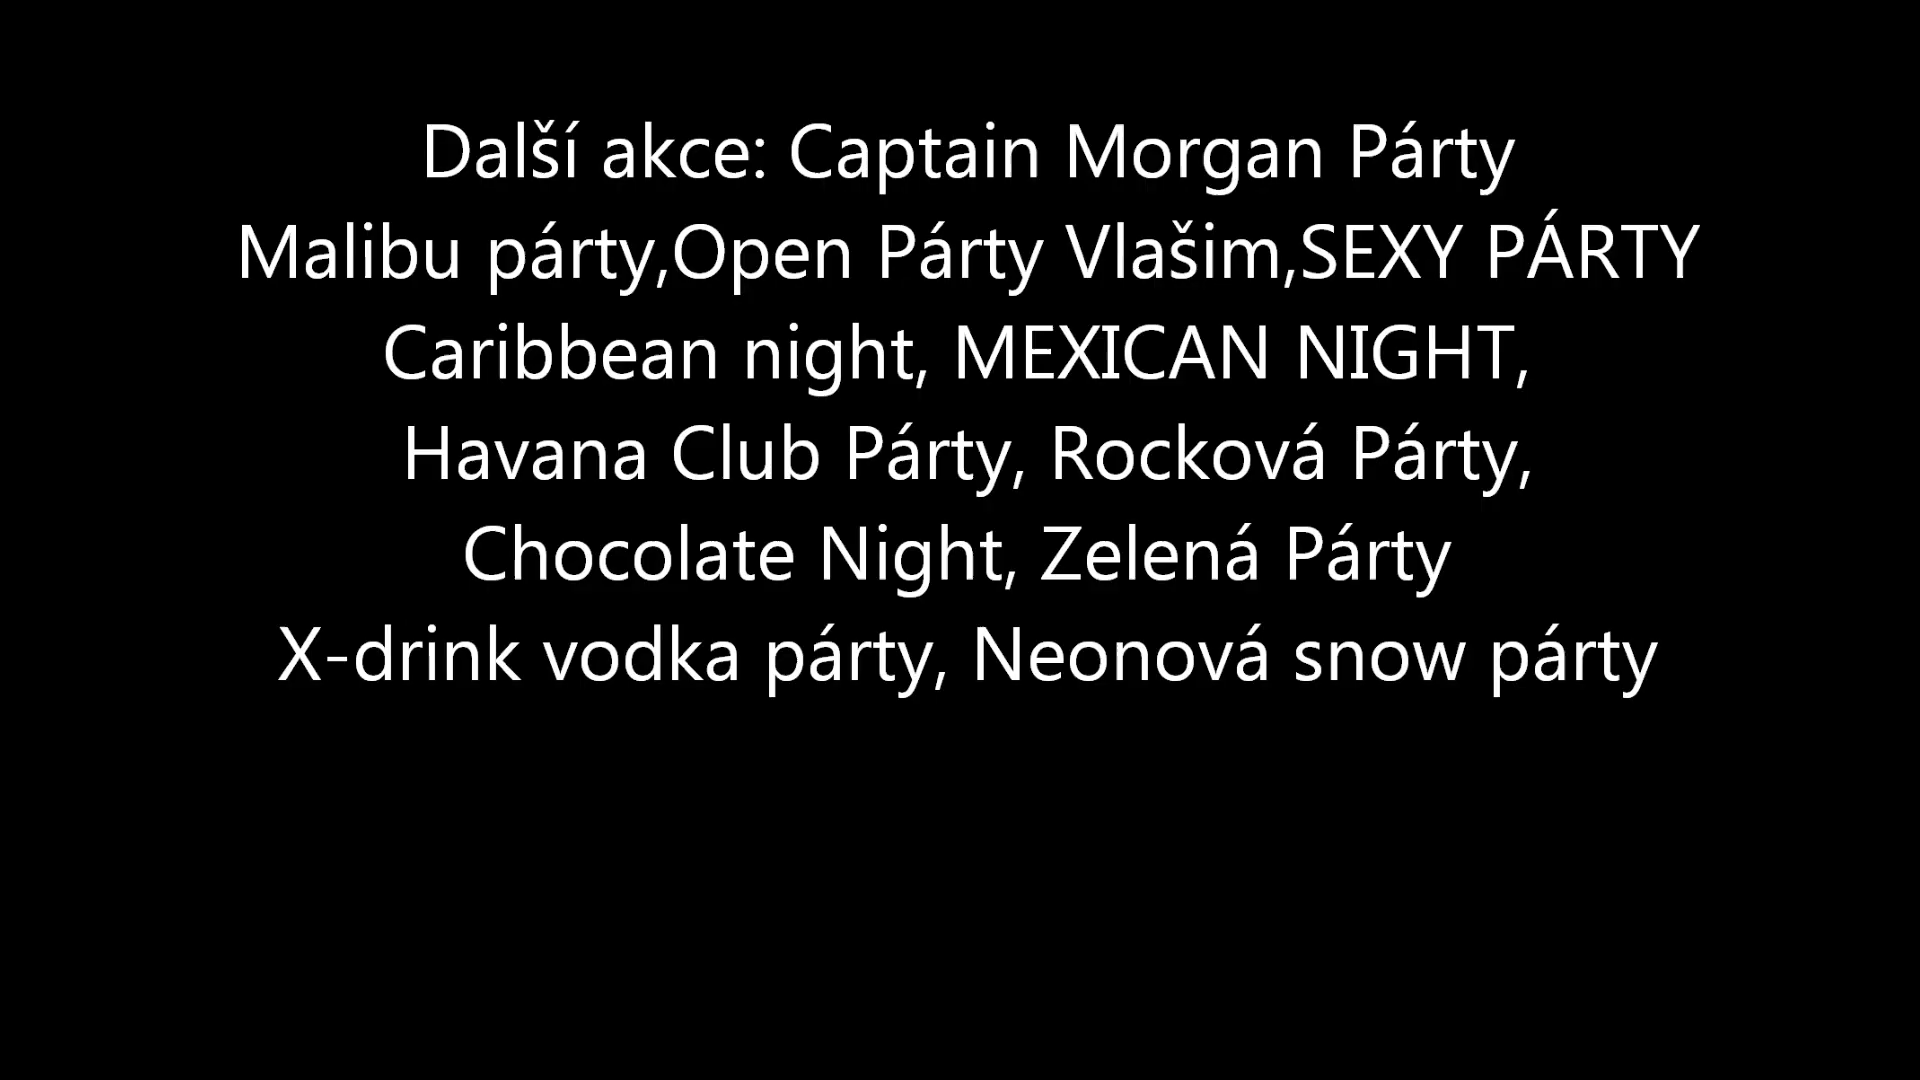 Další akce: Captain Morgan Párty
Malibu párty,Open Párty Vlašim,SEXY PÁRTY
Caribbean night, MEXICAN NIGHT,
Havana Club Párty, Rocková Párty,
Chocolate Night, Zelená Párty
X-drink vodka párty, Neonová snow párty